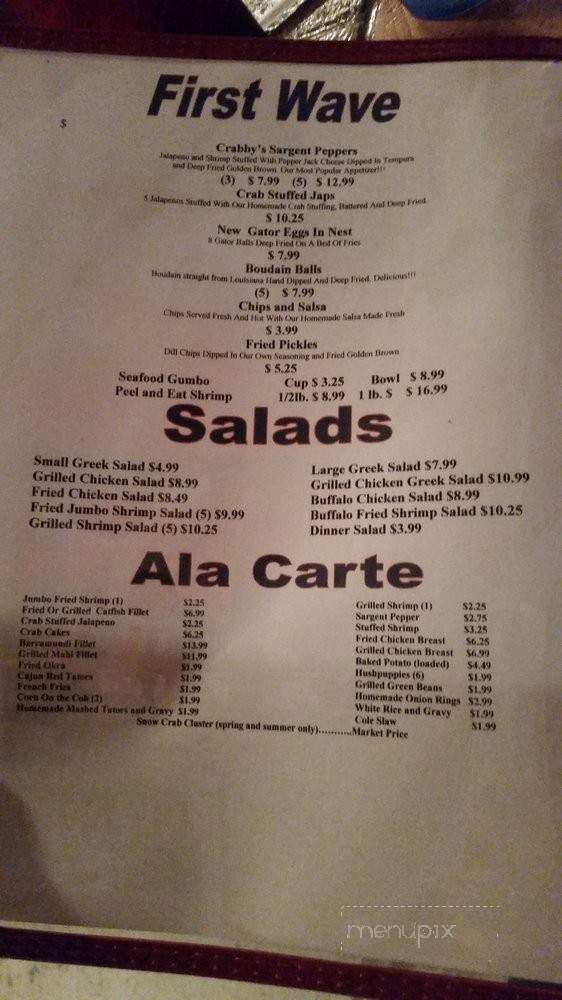 First Wave
$
Crabby's Sargent Peppers
Jalapeno and Shrimp Stuffed With Popper Jack Cheese Dipped In Tempura
and Deep Fried Golden Brown. Our Most Popular Appetizer!!!
(3) $ 7.99 (5) $ 12.99
Crab Stuffed Japs
5 Jalapenos Stuffed With Our Homemade Crab Stuffing, Battered And Deep Fried
$ 10.25
New Gator Eggs In Nest
8 Gator Balls Deep Fried On A Bed Of Fries
$ 7.99
Boudain Balls
Boudain straight from Louisiana Hand Dipped And Deep Fried. Delicious!!!
(5) $ 7.99
Chips and Salsa
Chips Served Fresh And Hot With Our Homemade Salsa Made Fresh
$ 3.99
Fried Pickles
Dill Chips Dipped In Our Own Seasoning and Fried Golden Brown
$ 5.25
Seafood Gumbo Cup $ 3.25 Bowl $ 8.99
Peel and Eat Shrimp 1/2lb. $ 8.99 1 lb. $ $ 16.99
Salads
Small Greek Salad $4.99
Grilled Chicken Salad $8.99
Fried Chicken Salad $8.49
Fried Jumbo Shrimp Salad (5) $9.99
Grilled Shrimp Salad (5) $10.25
Large Greek Salad $7.99
Grilled Chicken Greek Salad $10.99
Buffalo Chicken Salad $8.99
Buffalo Fried Shrimp Salad $10.25
Dinner Salad $3.99
Ala Carte
Jumbo Fried Shrimp (1) $2.25
Fried Or Grilled Catfish Fillet $6.99
Crab Stuffed Jalapeno $2.25
Crab Cakes $6.25
Barramundi Fillet $13.99
Grilled Mahi Fillet $11.99
Fried Okra $1.99
Cajun Red Taters $1.99
French Fries $1.99
Corn On the Cob (2) $1.99
Homemade Mashed Tators and Gravy $1.99
Grilled Shrimp (1) $2.25
Sargent Pepper $2.75
Stuffed Shrimp $3.25
Fried Chicken Breast $6.25
Grilled Chicken Breast $6.99
Baked Potato (loaded) $4.49
Hushpuppies (6) $1.99
Grilled Green Beans $1.99
Homemade Onion Rings $2.99
White Rice and Gravy $1.99
Cole Slaw $1.99
Snow Crab Cluster (spring and summer only)...........Market Price
menupix